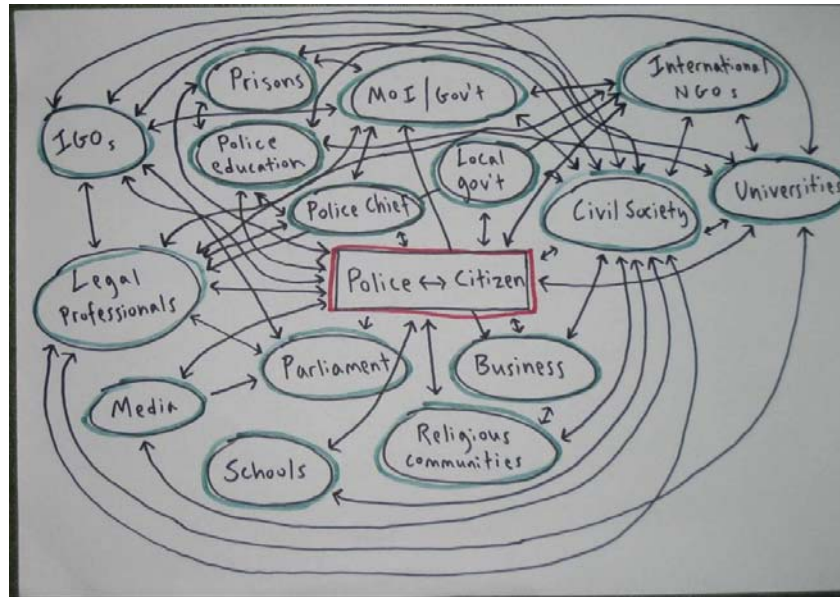 Prisons
MoI/Gov't
International
NGOs
IGOs
Police
education
Local
gov't
Universities
Police Chief
Civil Society
Legal
Professionals
Police ↔ Citizen
Parliament
Business
Media
Religious
communities
Schools